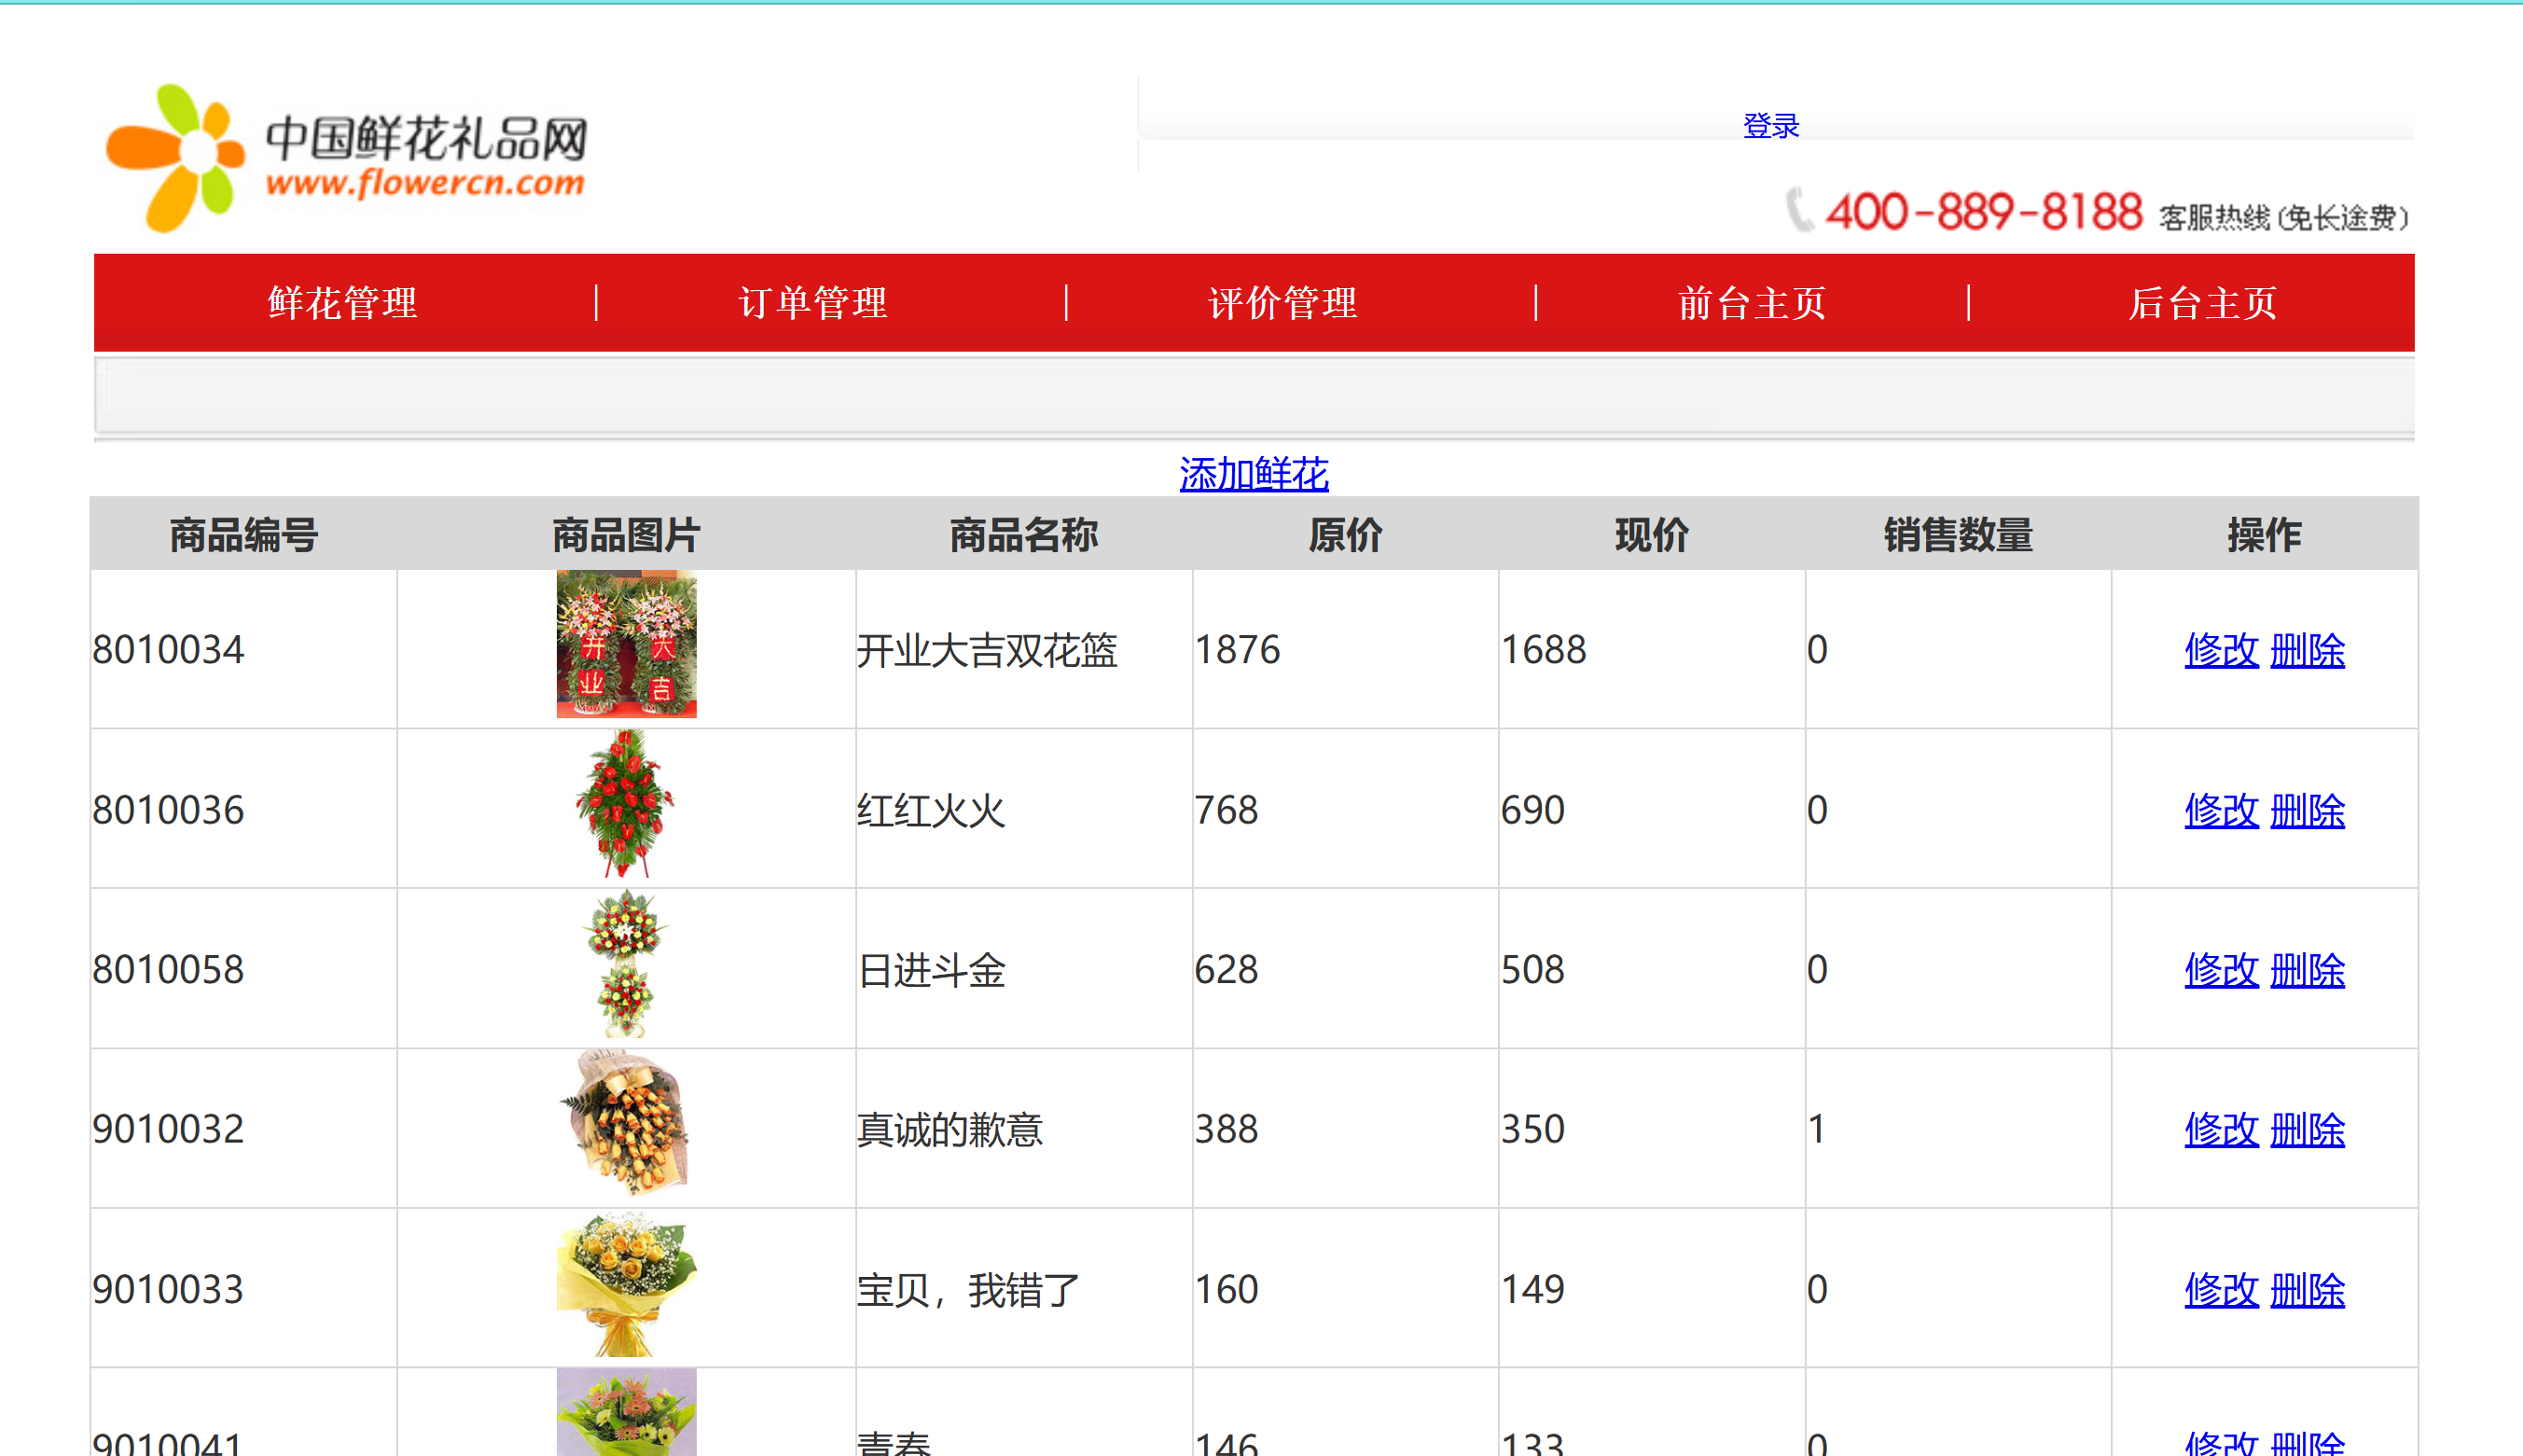 中国鲜花礼品网
www.flowercn.com
登录
400-889-8188 客服热线(免长途费)
鲜花管理 | 订单管理 | 评价管理 | 前台主页 | 后台主页
添加鲜花
商品编号 商品图片 商品名称 原价 现价 销售数量 操作
开 大
业 吉
8010034 开业大吉双花篮 1876 1688 0 修改 删除
8010036 红红火火 768 690 0 修改 删除
8010058 日进斗金 628 508 0 修改 删除
9010032 真诚的歉意 388 350 1 修改 删除
9010033 宝贝，我错了 160 149 0 修改 删除
9010041 青春 146 133 0 修改 删除